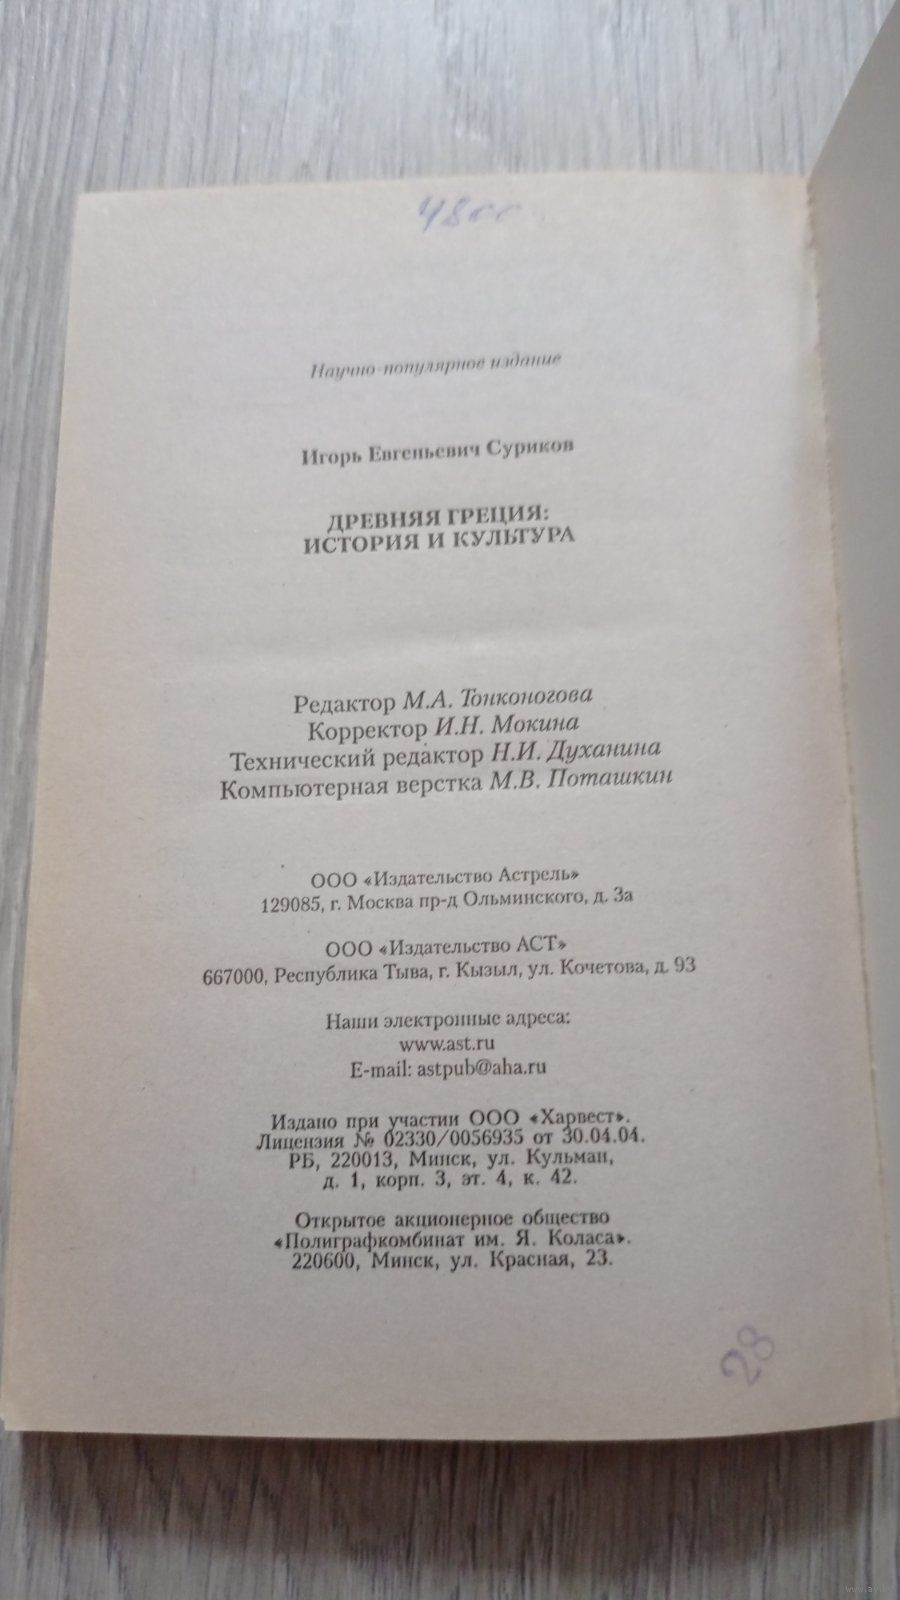 48
Научно-популярное издание
Игорь Евгеньевич Суриков
ДРЕВНЯЯ ГРЕЦИЯ:
ИСТОРИЯ И КУЛЬТУРА
Редактор М.А. Тонконогова
Корректор И.Н. Мокина
Технический редактор Н.И. Духанина
Компьютерная верстка М.В. Поташкин
ООО «Издательство Астрель»
129085, г. Москва пр-д Ольминского, д. 3а
ООО «Издательство АСТ»
667000, Республика Тыва, г. Кызыл, ул. Кочетова, д. 93
Наши электронные адреса:
www.ast.ru
E-mail: astpub@aha.ru
Издано при участии ООО «Харвест».
Лицензия № 02330/0056935 от 30.04.04.
РБ, 220013, Минск, ул. Кульман,
д. 1, корп. 3, эт. 4, к. 42.
Открытое акционерное общество
«Полиграфкомбинат им. Я. Коласа».
220600, Минск, ул. Красная, 23.
28